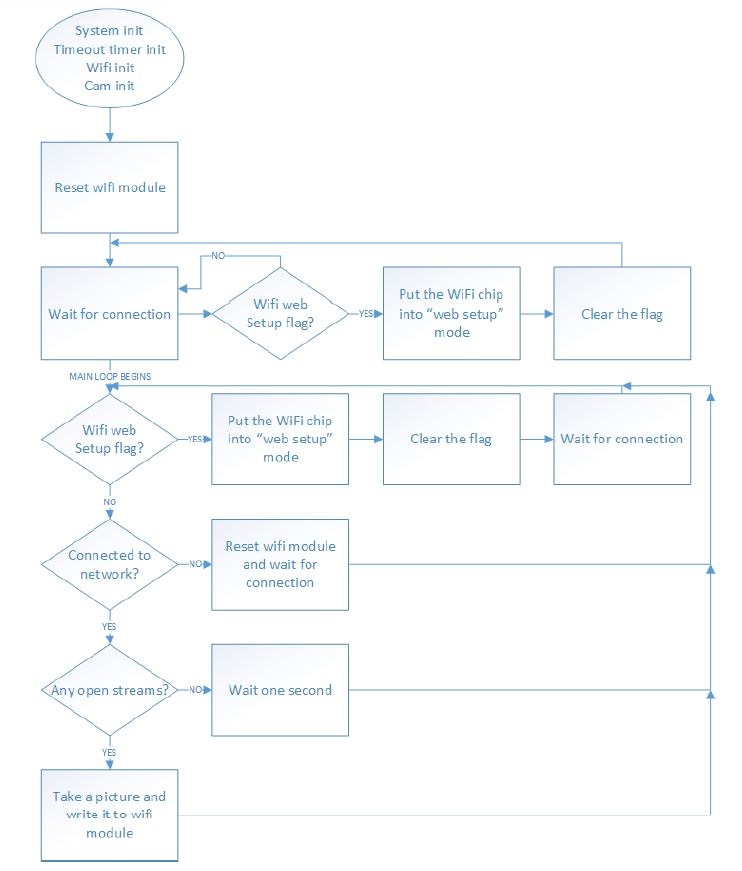 System init
Timeout timer init
Wifi init
Cam init
Reset wifi module
NO
Wait for connection
Wifi web
Setup flag?
YES
Put the WiFi chip
into “web setup”
mode
Clear the flag
MAIN LOOP BEGINS
Wifi web
Setup flag?
YES
Put the WiFi chip
into “web setup”
mode
Clear the flag
Wait for connection
NO
Connected to
network?
NO
Reset wifi module
and wait for
connection
YES
Any open streams?
NO
Wait one second
YES
Take a picture and
write it to wifi
module